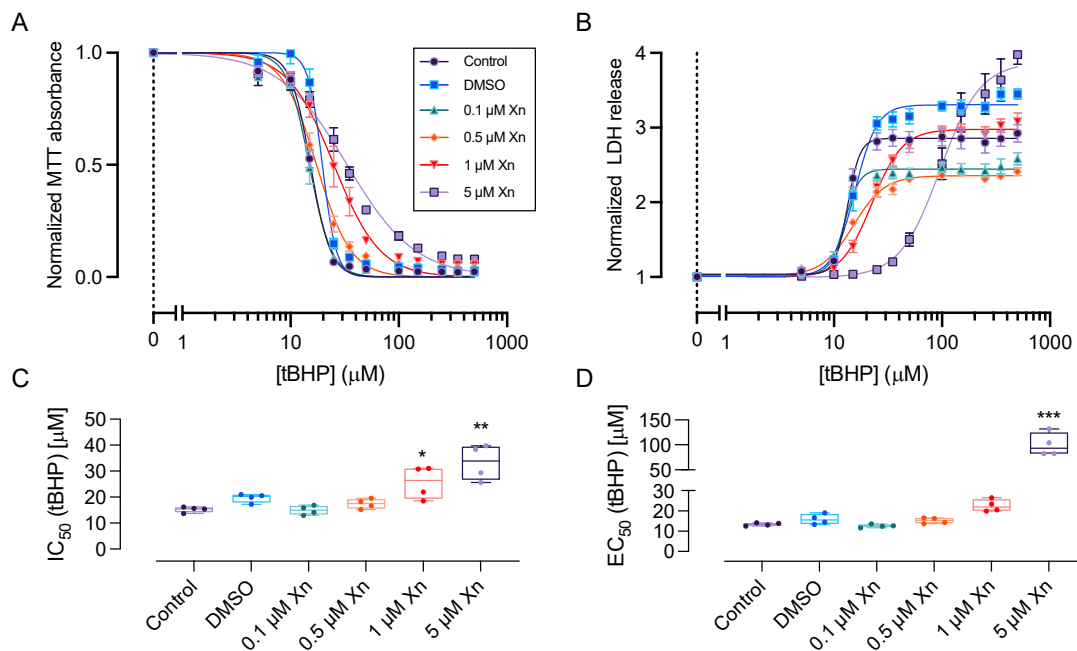 A
Normalized MTT absorbance
1.0
0.5
0.0
0
1
10
100
1000
[tBHP] (μM)
Control
DMSO
0.1 μM Xn
0.5 μM Xn
1 μM Xn
5 μM Xn
B
Normalized LDH release
4
3
2
1
0
1
10
100
1000
[tBHP] (μM)
C
IC50 (tBHP) [μM]
50
40
30
20
10
0
*
**
Control
DMSO
0.1 μM Xn
0.5 μM Xn
1 μM Xn
5 μM Xn
D
EC50 (tBHP) [μM]
150
100
50
30
20
10
0
***
Control
DMSO
0.1 μM Xn
0.5 μM Xn
1 μM Xn
5 μM Xn